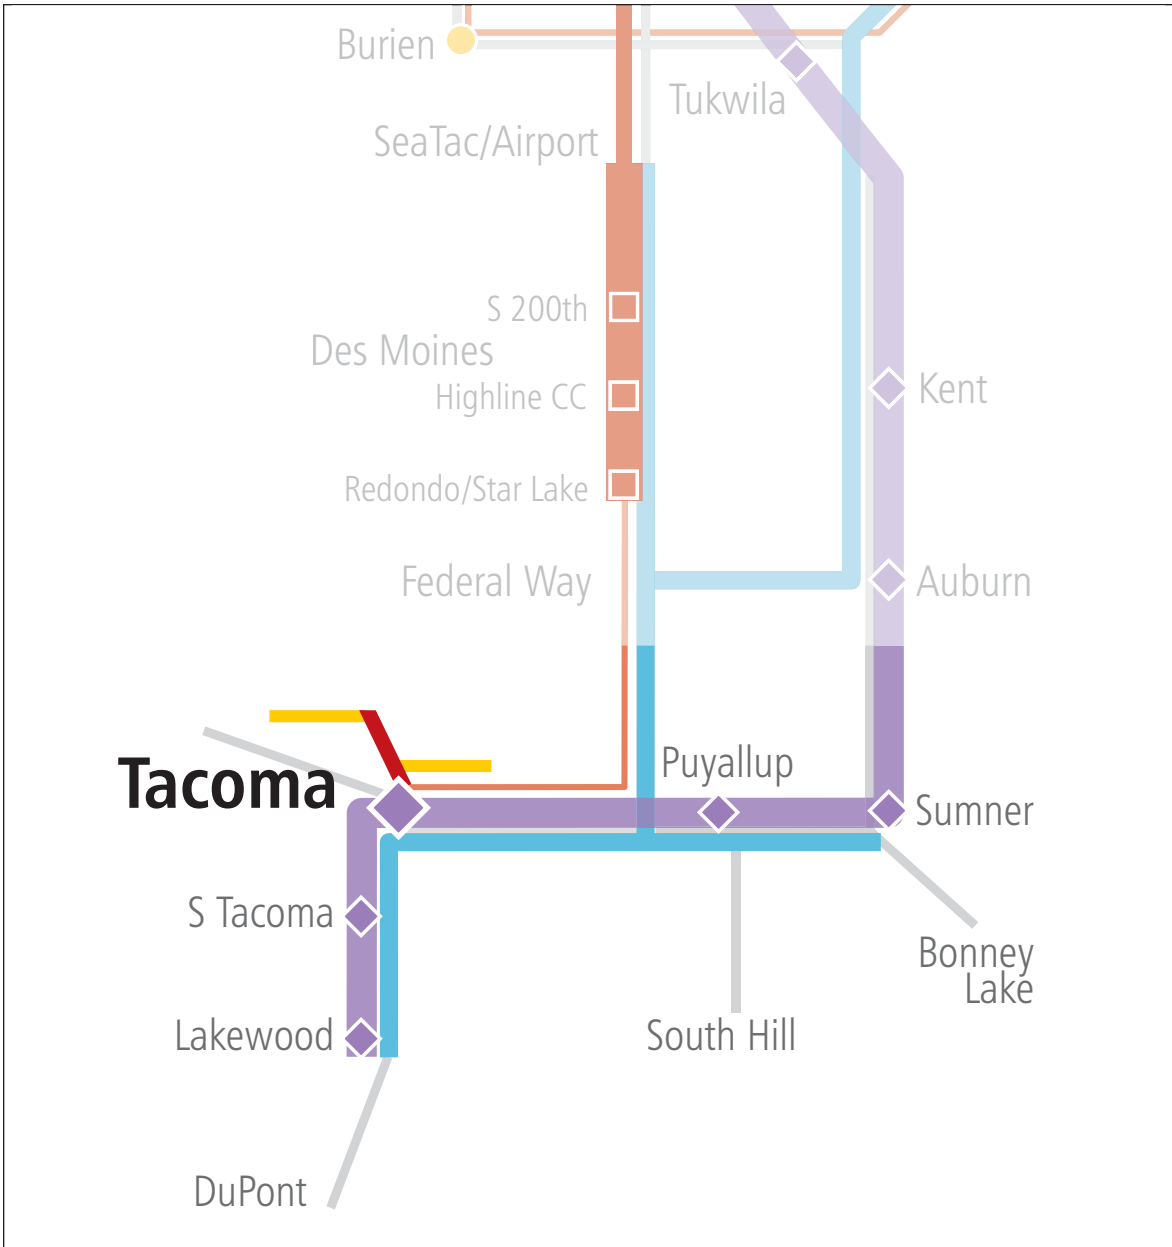 Burien
Tukwila
SeaTac/Airport
S 200th
Des Moines
Highline CC
Kent
Redondo/Star Lake
Federal Way
Auburn
Puyallup
Tacoma
Sumner
S Tacoma
Bonney
Lake
Lakewood
South Hill
DuPont